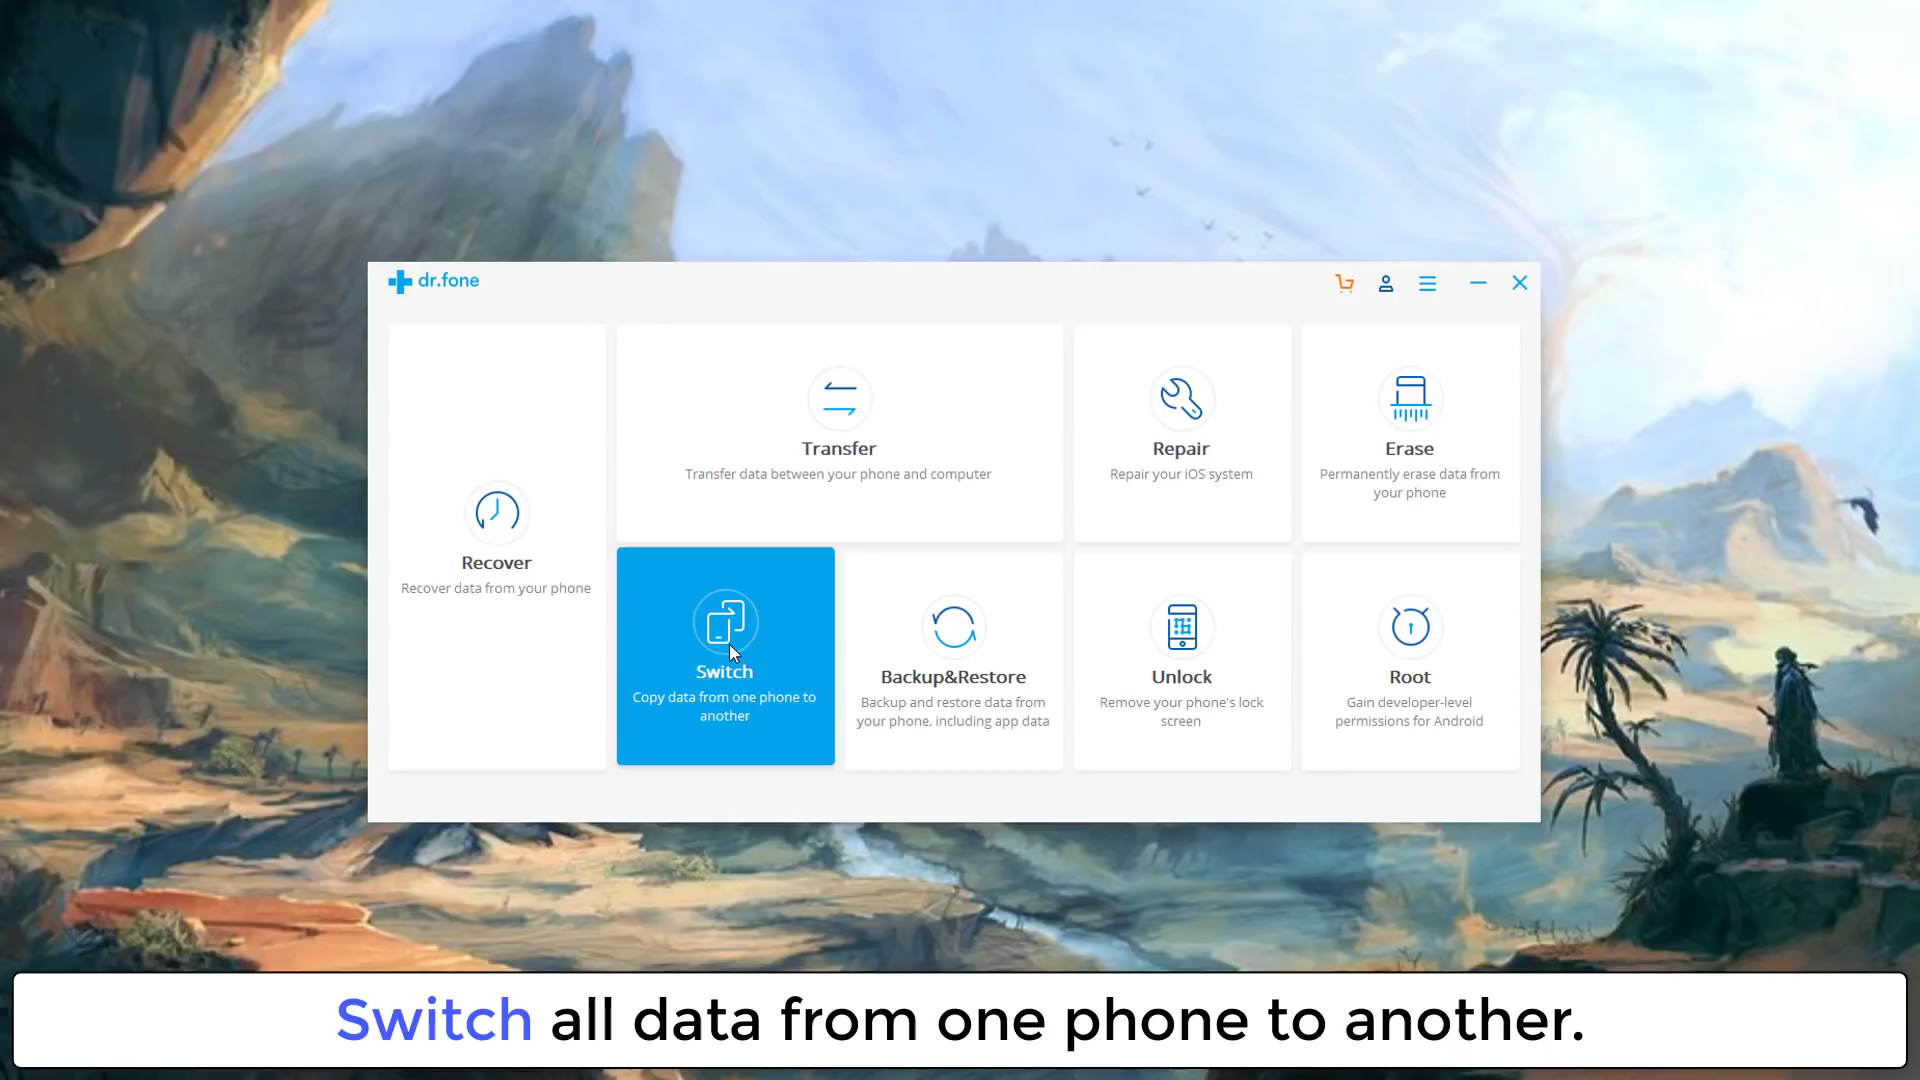 dr.fone
Recover
Recover data from your phone
Transfer
Transfer data between your phone and computer
Repair
Repair your iOS system
Erase
Permanently erase data from
your phone
Switch
Copy data from one phone to
another
Backup&Restore
Backup and restore data from
your phone, including app data
Unlock
Remove your phone's lock
screen
Root
Gain developer-level
permissions for Android
Switch all data from one phone to another.